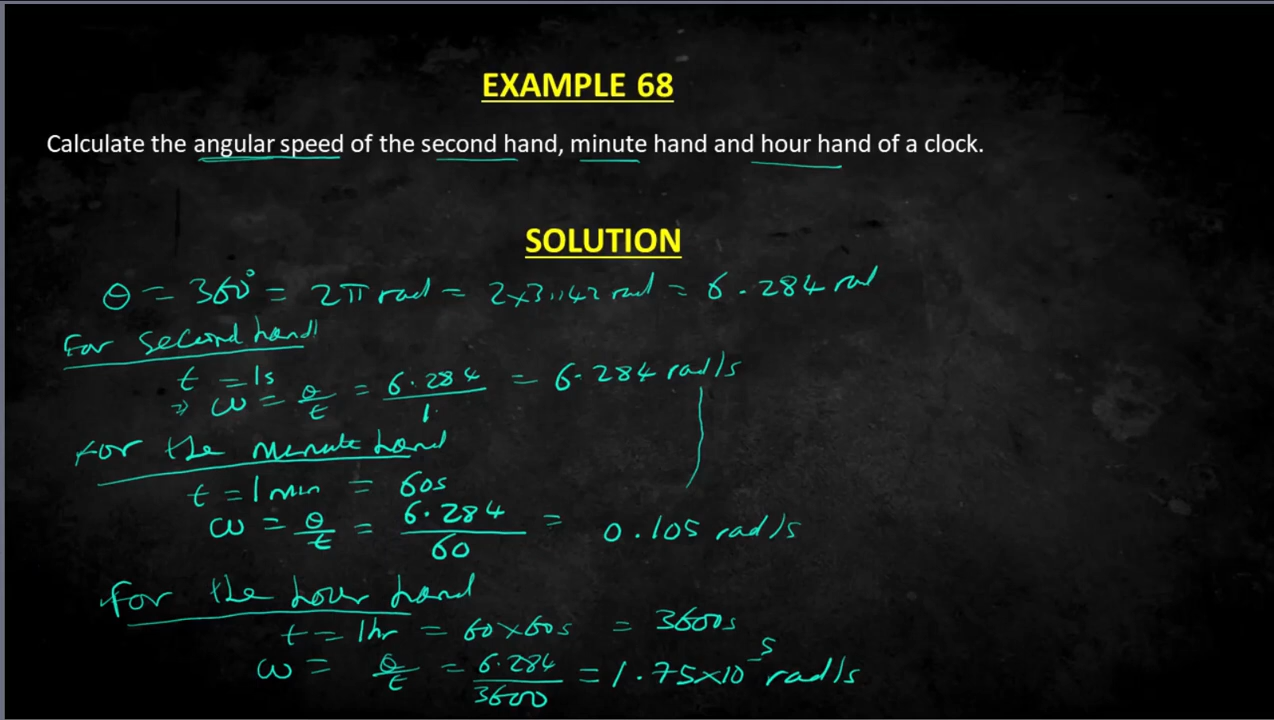 EXAMPLE 68
Calculate the angular speed of the second hand, minute hand and hour hand of a clock.
SOLUTION
θ = 360° = 2π rad = 2×3.142 rad = 6.284 rad
For second hand
t = 1s
⇒ ω = θ/t = 6.284/1 = 6.284 rad/s
For the minute hand
t = 1 min = 60s
ω = θ/t = 6.284/60 = 0.105 rad/s
For the hour hand
t = 1hr = 60×60s = 3600s
ω = θ/t = 6.284/3600 = 1.75×10⁻⁵ rad/s